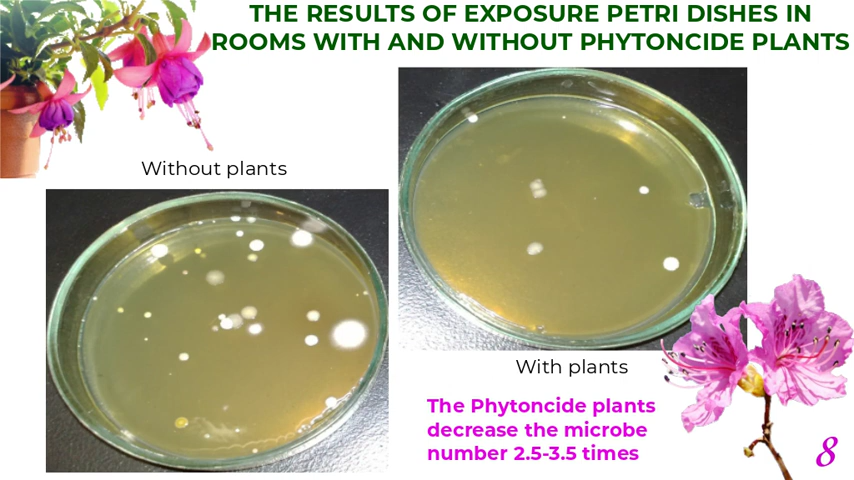 THE RESULTS OF EXPOSURE PETRI DISHES IN
ROOMS WITH AND WITHOUT PHYTONCIDE PLANTS
Without plants
With plants
The Phytoncide plants
decrease the microbe
number 2.5-3.5 times
8